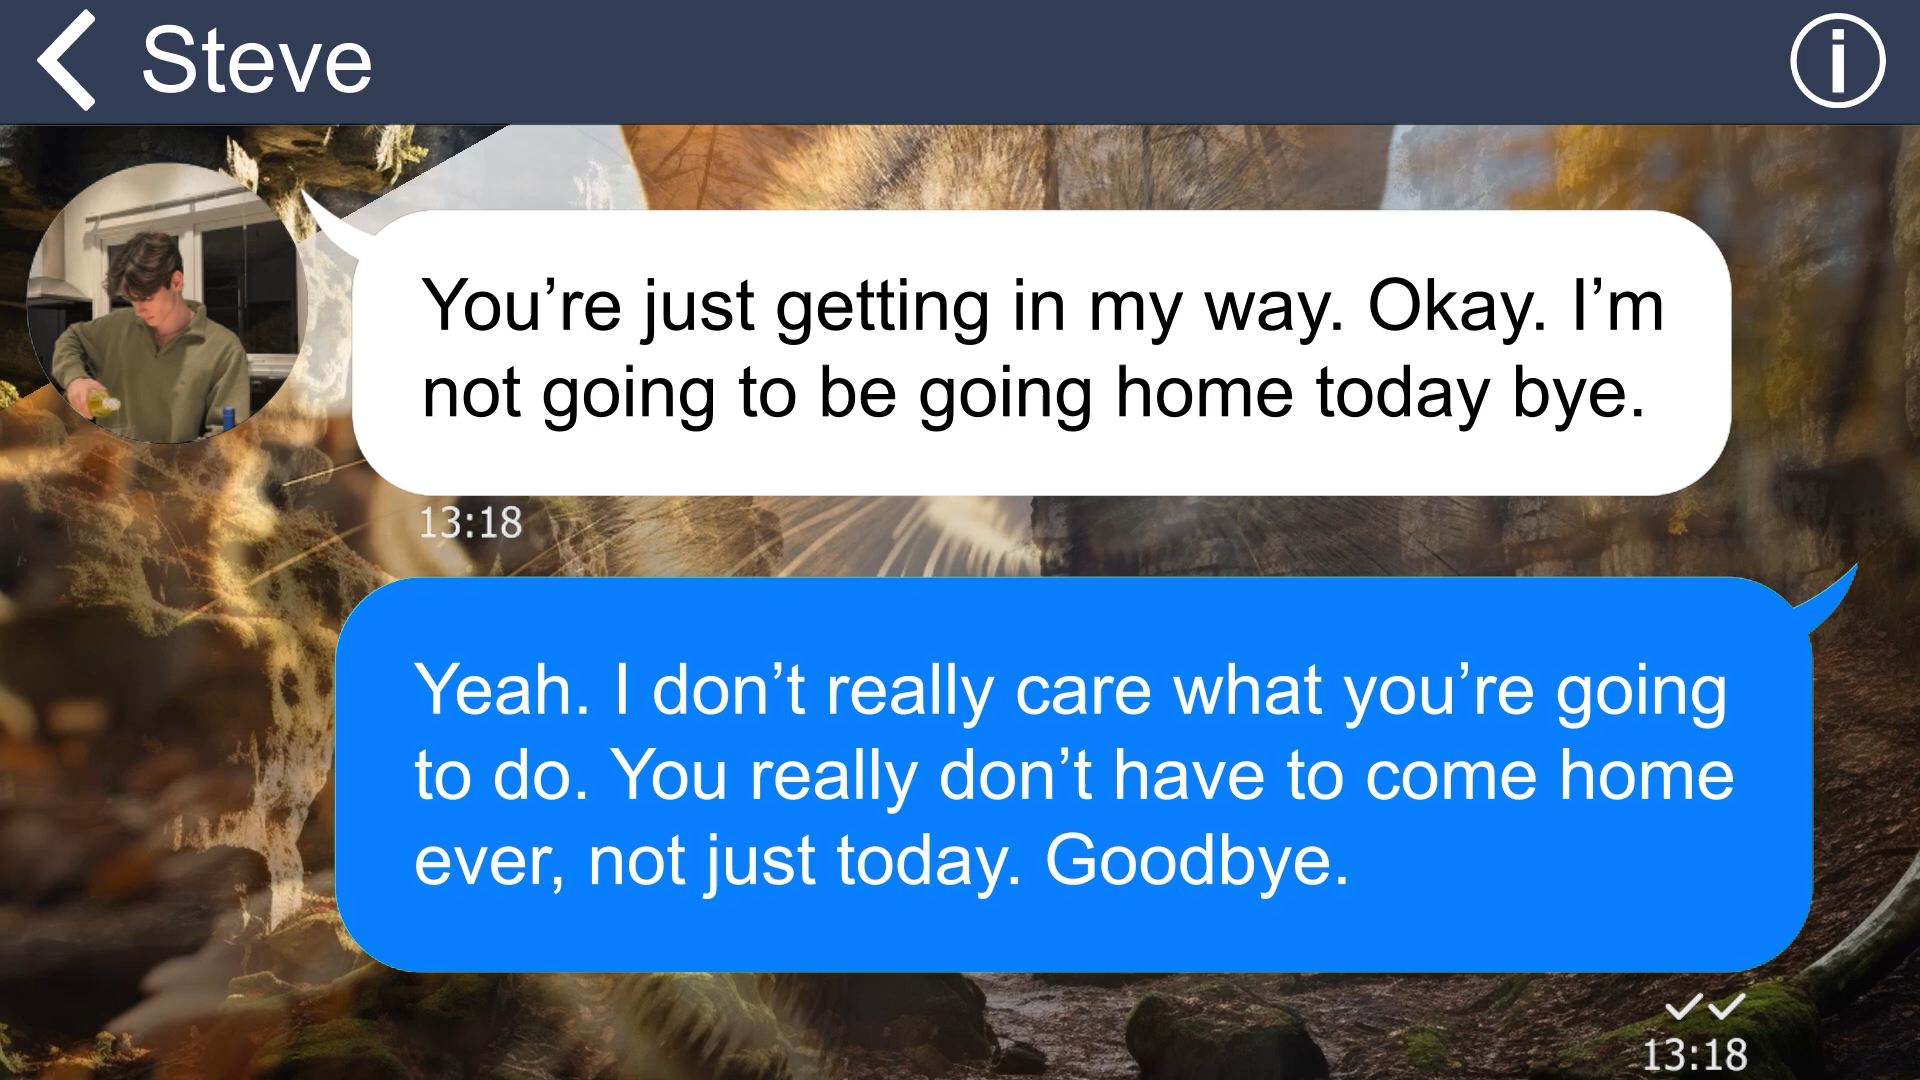 Steve
You’re just getting in my way. Okay. I’m
not going to be going home today bye.
13:18
Yeah. I don’t really care what you’re going
to do. You really don’t have to come home
ever, not just today. Goodbye.
13:18